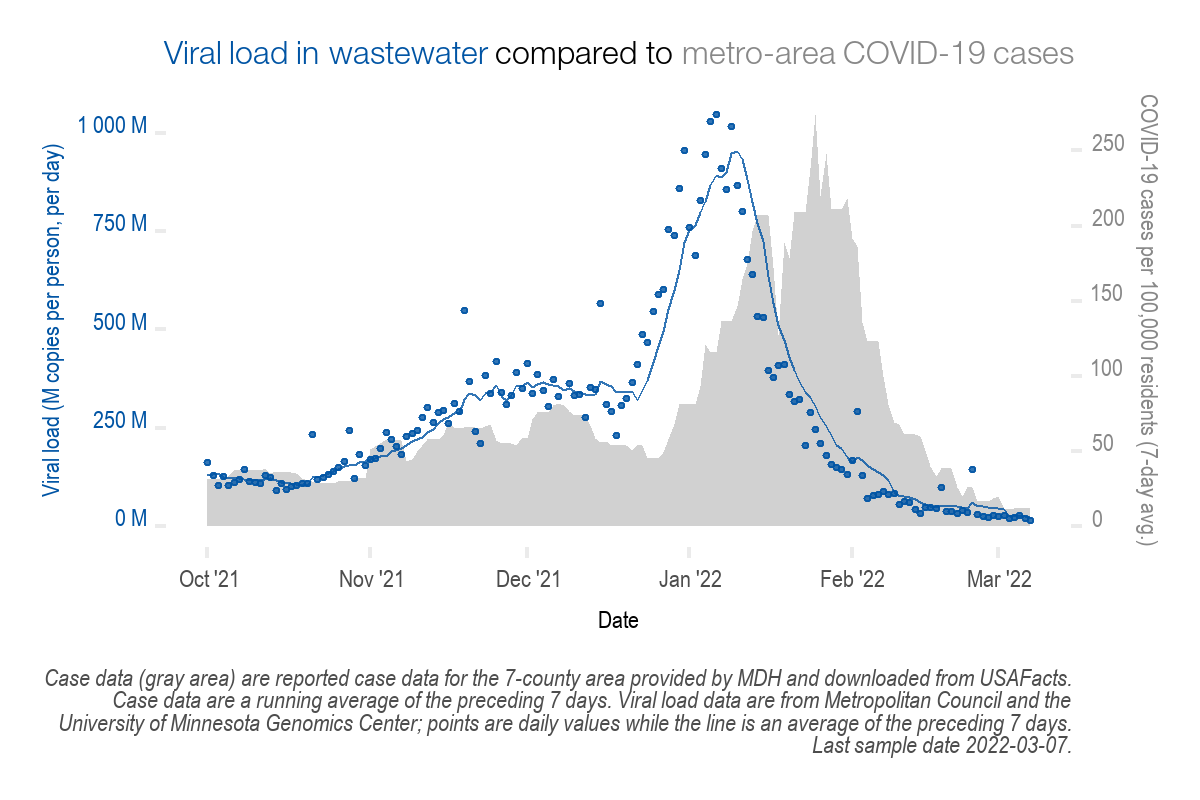 Viral load in wastewater compared to metro-area COVID-19 cases
Viral load (M copies per person, per day)
1 000 M
750 M
500 M
250 M
0 M
COVID-19 cases per 100,000 residents (7-day avg.)
250
200
150
100
50
0
Oct '21 Nov '21 Dec '21 Jan '22 Feb '22 Mar '22
Date
Case data (gray area) are reported case data for the 7-county area provided by MDH and downloaded from USAFacts.
Case data are a running average of the preceding 7 days. Viral load data are from Metropolitan Council and the
University of Minnesota Genomics Center; points are daily values while the line is an average of the preceding 7 days.
Last sample date 2022-03-07.